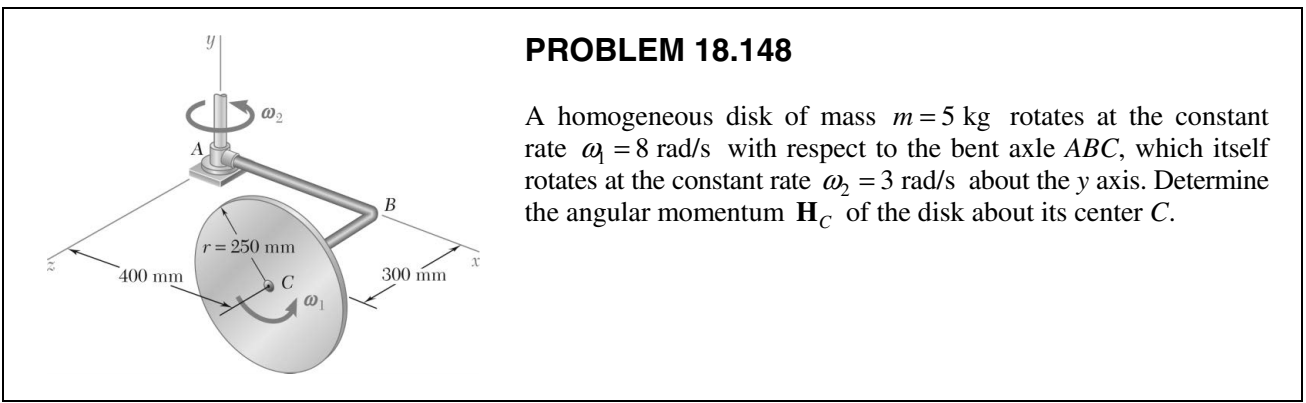 PROBLEM 18.148
A homogeneous disk of mass m = 5 kg rotates at the constant
rate ω₁ = 8 rad/s with respect to the bent axle ABC, which itself
rotates at the constant rate ω₂ = 3 rad/s about the y axis. Determine
the angular momentum H_C of the disk about its center C.
y
ω₂
A
B
r = 250 mm
z
x
400 mm
C
300 mm
ω₁